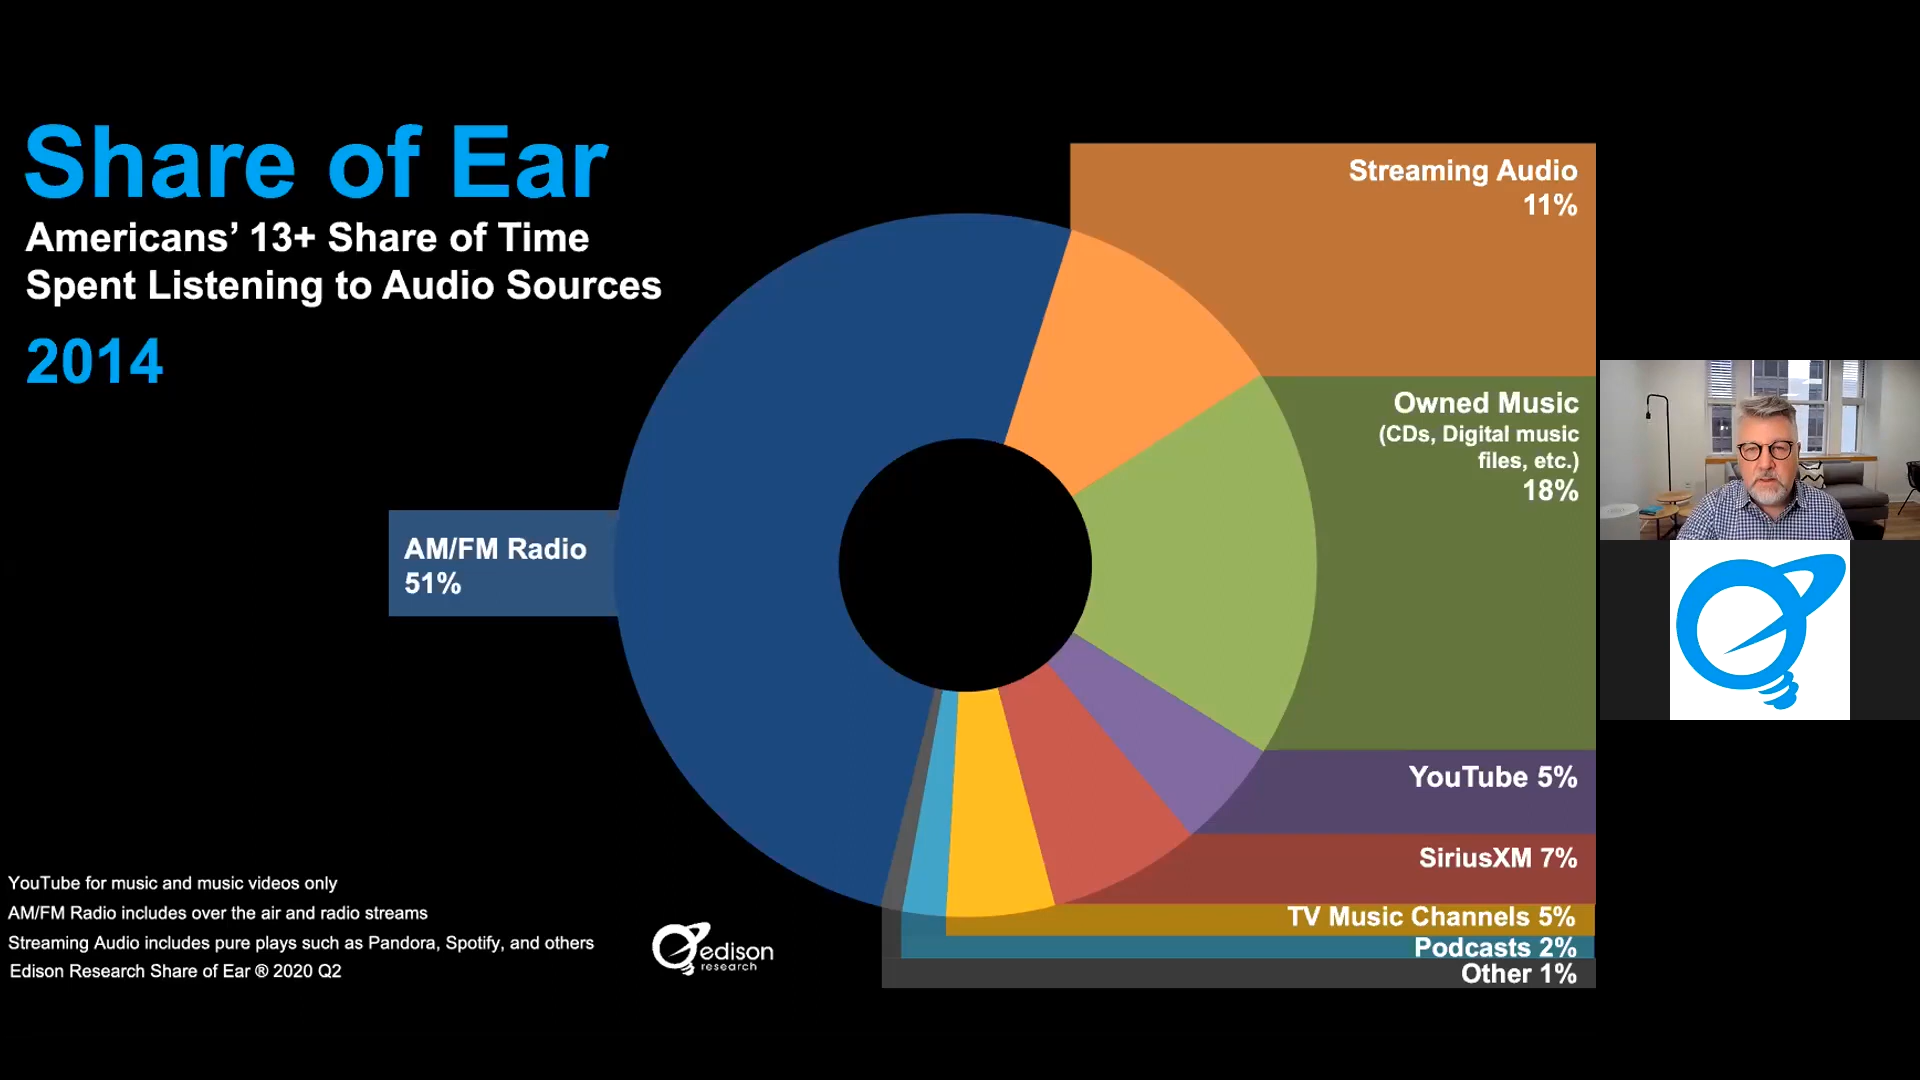 Share of Ear
Americans’ 13+ Share of Time
Spent Listening to Audio Sources
2014
Streaming Audio
11%
Owned Music
(CDs, Digital music
files, etc.)
18%
AM/FM Radio
51%
YouTube 5%
SiriusXM 7%
TV Music Channels 5%
Podcasts 2%
Other 1%
YouTube for music and music videos only
AM/FM Radio includes over the air and radio streams
Streaming Audio includes pure plays such as Pandora, Spotify, and others
Edison Research Share of Ear ® 2020 Q2
edison
research